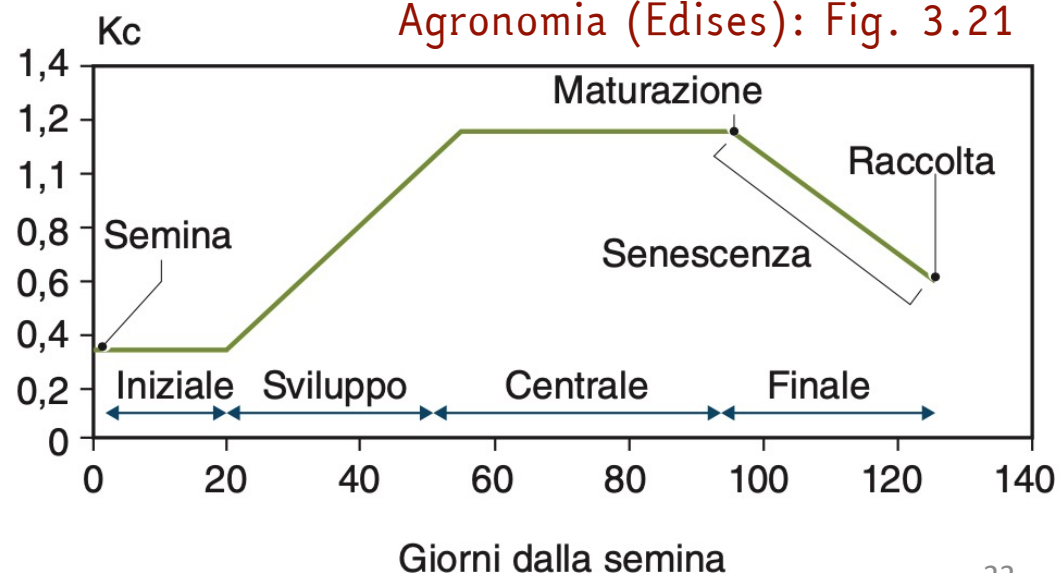 Agronomia (Edises): Fig. 3.21
Kc
1,4
1,2
1,1
0,8
0,6
0,4
0,2
0
Maturazione
Raccolta
Semina
Senescenza
Iniziale Sviluppo Centrale Finale
0 20 40 60 80 100 120 140
Giorni dalla semina